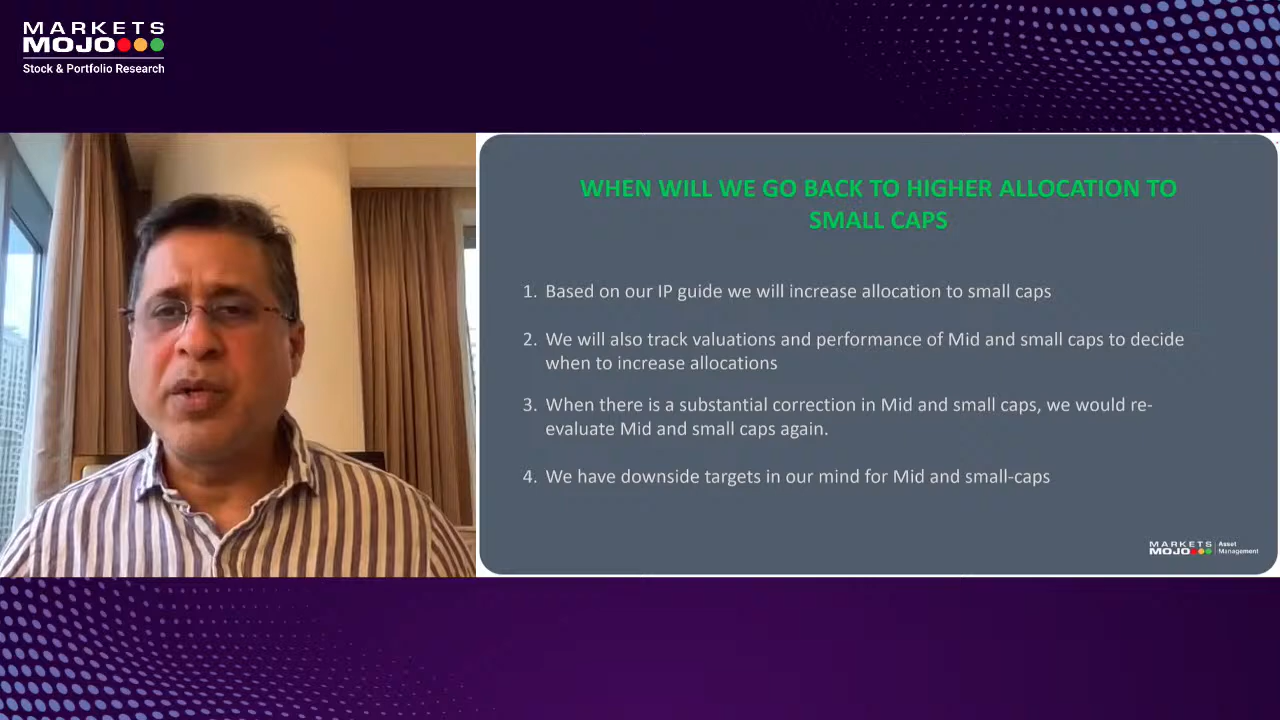 MARKETS
MOJO
Stock & Portfolio Research
WHEN WILL WE GO BACK TO HIGHER ALLOCATION TO
SMALL CAPS
1. Based on our IP guide we will increase allocation to small caps
2. We will also track valuations and performance of Mid and small caps to decide
when to increase allocations
3. When there is a substantial correction in Mid and small caps, we would re-
evaluate Mid and small caps again.
4. We have downside targets in our mind for Mid and small-caps
MARKETS
MOJO
Asset
Management